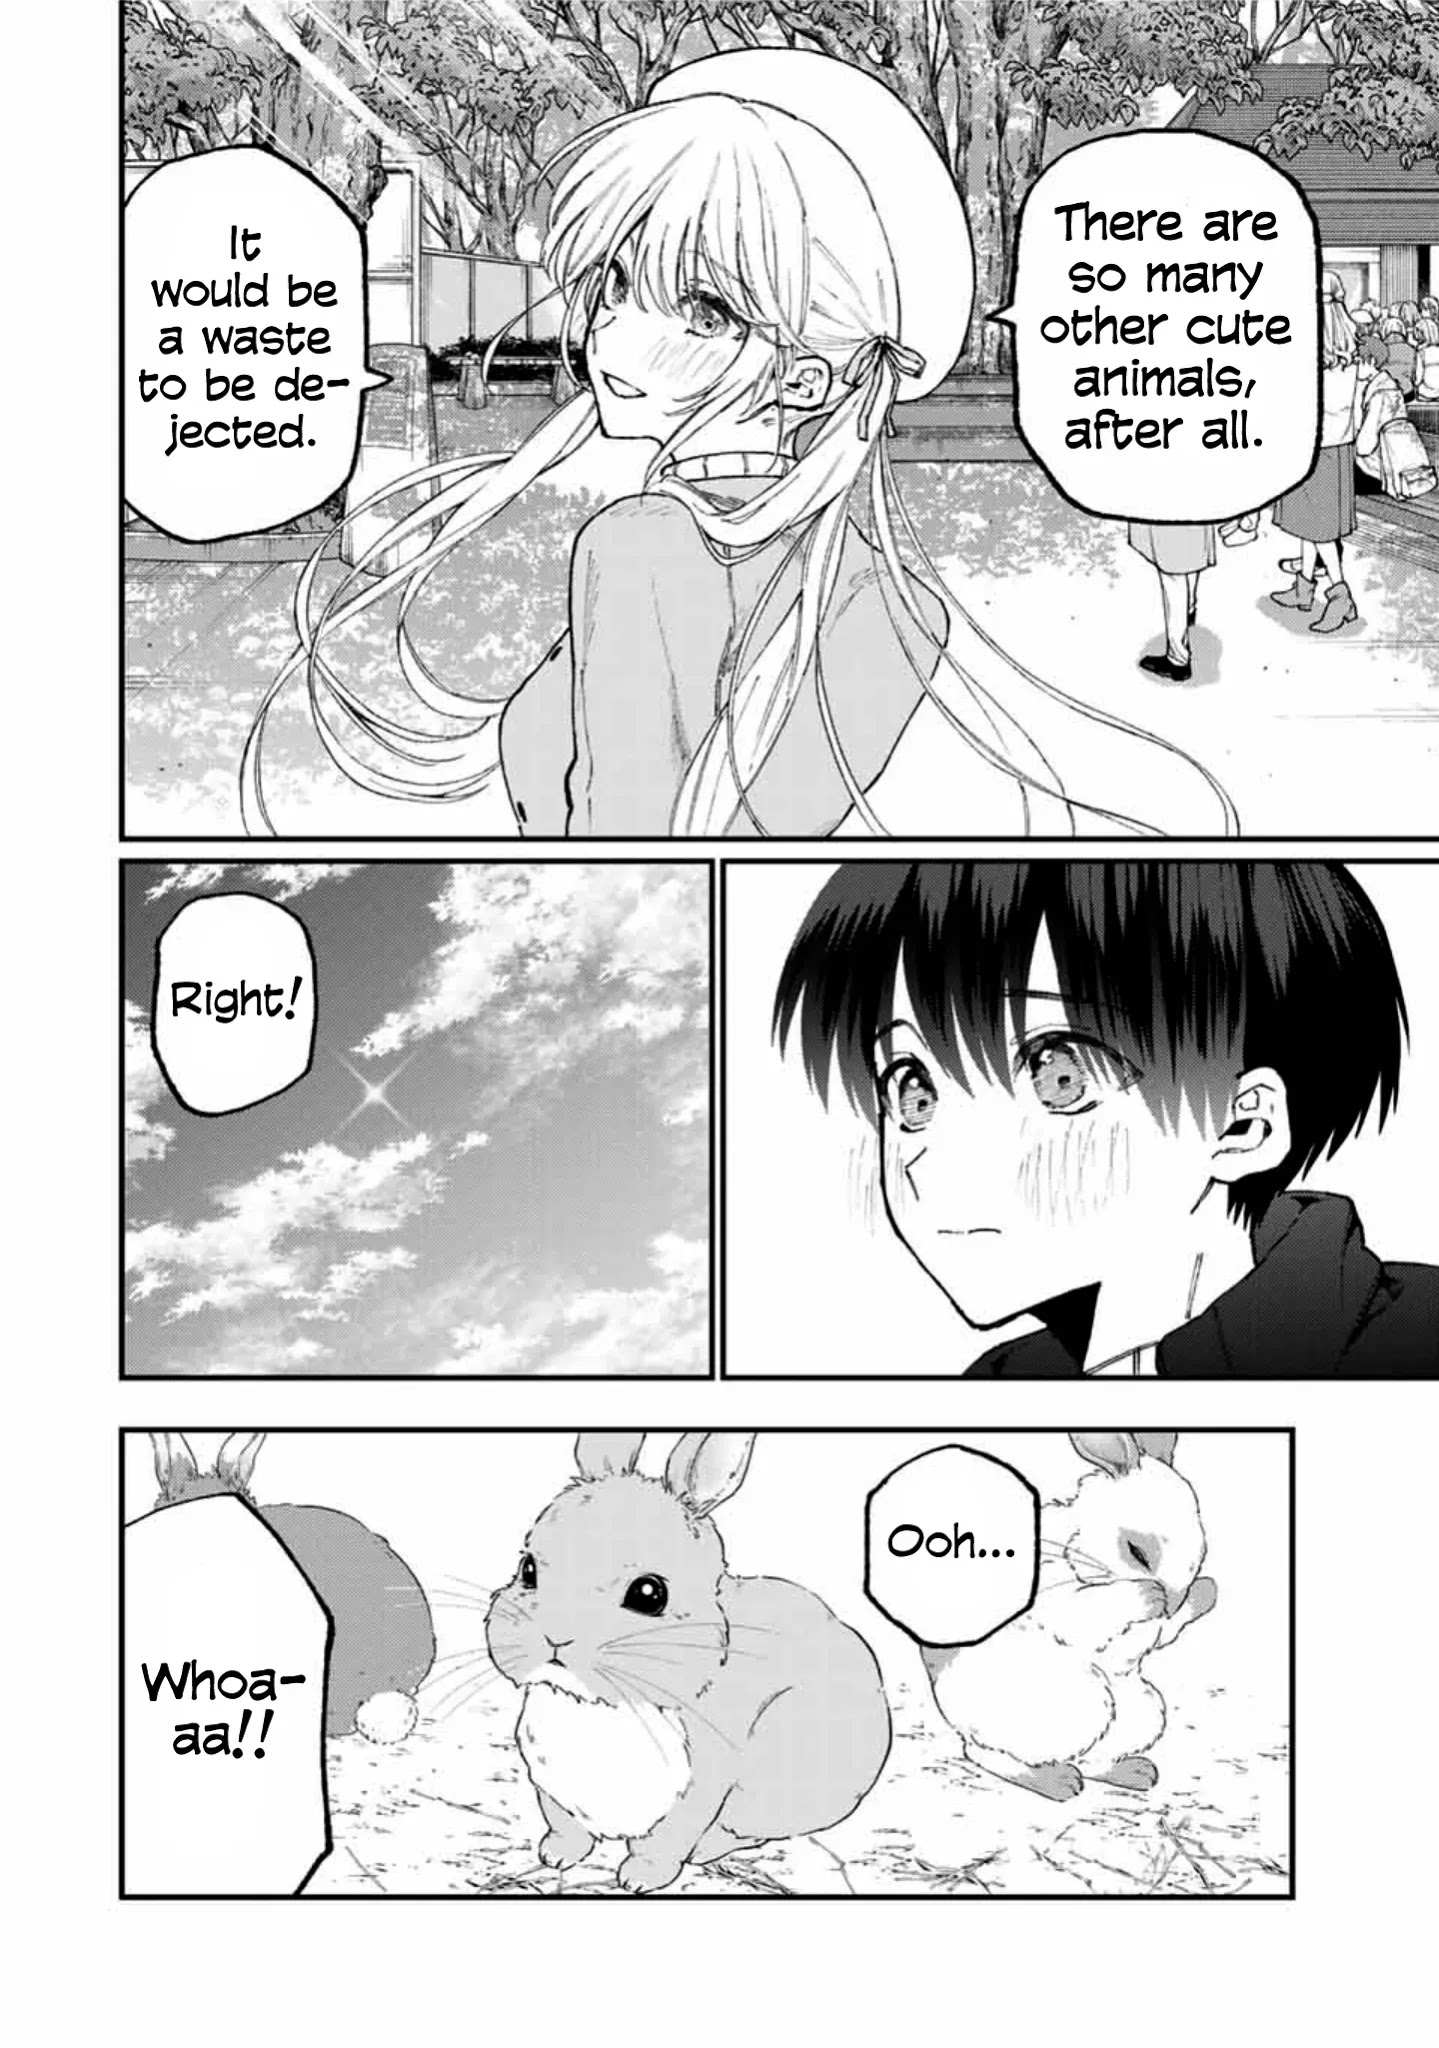 There are
so many
other cute
animals,
after all.
It
would be
a waste
to be de-
jected.
Right!
Ooh...
Whoa-
aa!!